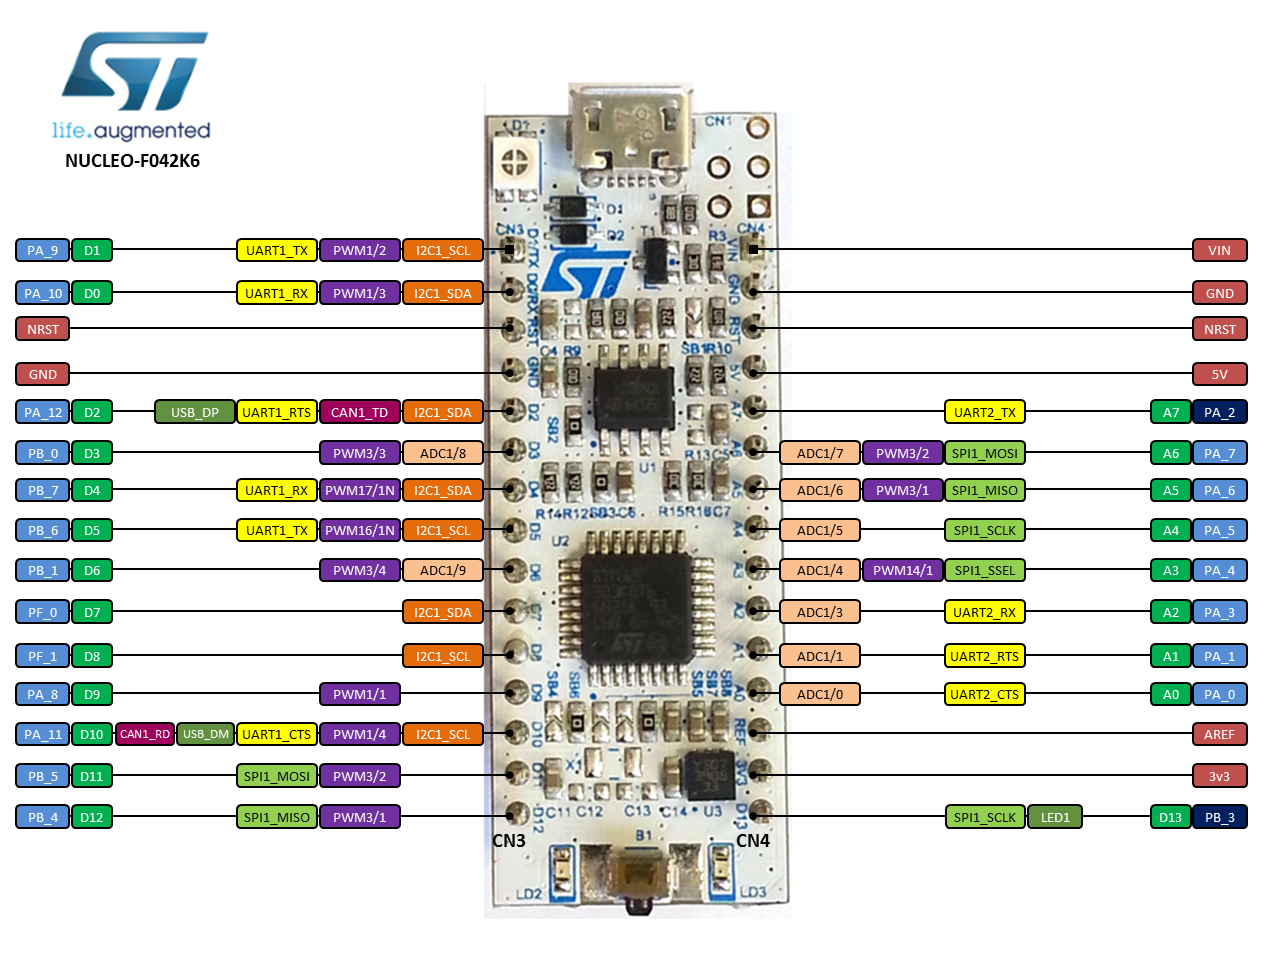 ST
life.augmented
NUCLEO-F042K6
PA_9 D1 UART1_TX PWM1/2 I2C1_SCL
PA_10 D0 UART1_RX PWM1/3 I2C1_SDA
NRST
GND
PA_12 D2 USB_DP UART1_RTS CAN1_TD I2C1_SDA
PB_0 D3 PWM3/3 ADC1/8
PB_7 D4 UART1_RX PWM17/1N I2C1_SDA
PB_6 D5 UART1_TX PWM16/1N I2C1_SCL
PB_1 D6 PWM3/4 ADC1/9
PF_0 D7 I2C1_SDA
PF_1 D8 I2C1_SCL
PA_8 D9 PWM1/1
PA_11 D10 CAN1_RD USB_DM UART1_CTS PWM1/4 I2C1_SCL
PB_5 D11 SPI1_MOSI PWM3/2
PB_4 D12 SPI1_MISO PWM3/1
CN3
D1
CN1
D1
D2
CN3
CN4
T1
R3
D1/TX
D0/RX
RST
GND
D2
D3
D4
D5
D6
D7
D8
D9
D10
D11
D12
VIN
GND
RST
5V
A7
A6
A5
A4
A3
A2
A1
A0
REF
3V3
D13
ST
C4 R9
SB1 R10
SB2
U1
R13 C5
R14 R12 SB3 C6
R15 R16 C7
U2
ST
SB4
SB6
SB5
SB7
SB8
X1
C11 C12 C13 C14 U3
B1
LD2
LD3
VIN
GND
NRST
5V
UART2_TX A7 PA_2
ADC1/7 PWM3/2 SPI1_MOSI A6 PA_7
ADC1/6 PWM3/1 SPI1_MISO A5 PA_6
ADC1/5 SPI1_SCLK A4 PA_5
ADC1/4 PWM14/1 SPI1_SSEL A3 PA_4
ADC1/3 UART2_RX A2 PA_3
ADC1/1 UART2_RTS A1 PA_1
ADC1/0 UART2_CTS A0 PA_0
AREF
3v3
SPI1_SCLK LED1 D13 PB_3
CN4